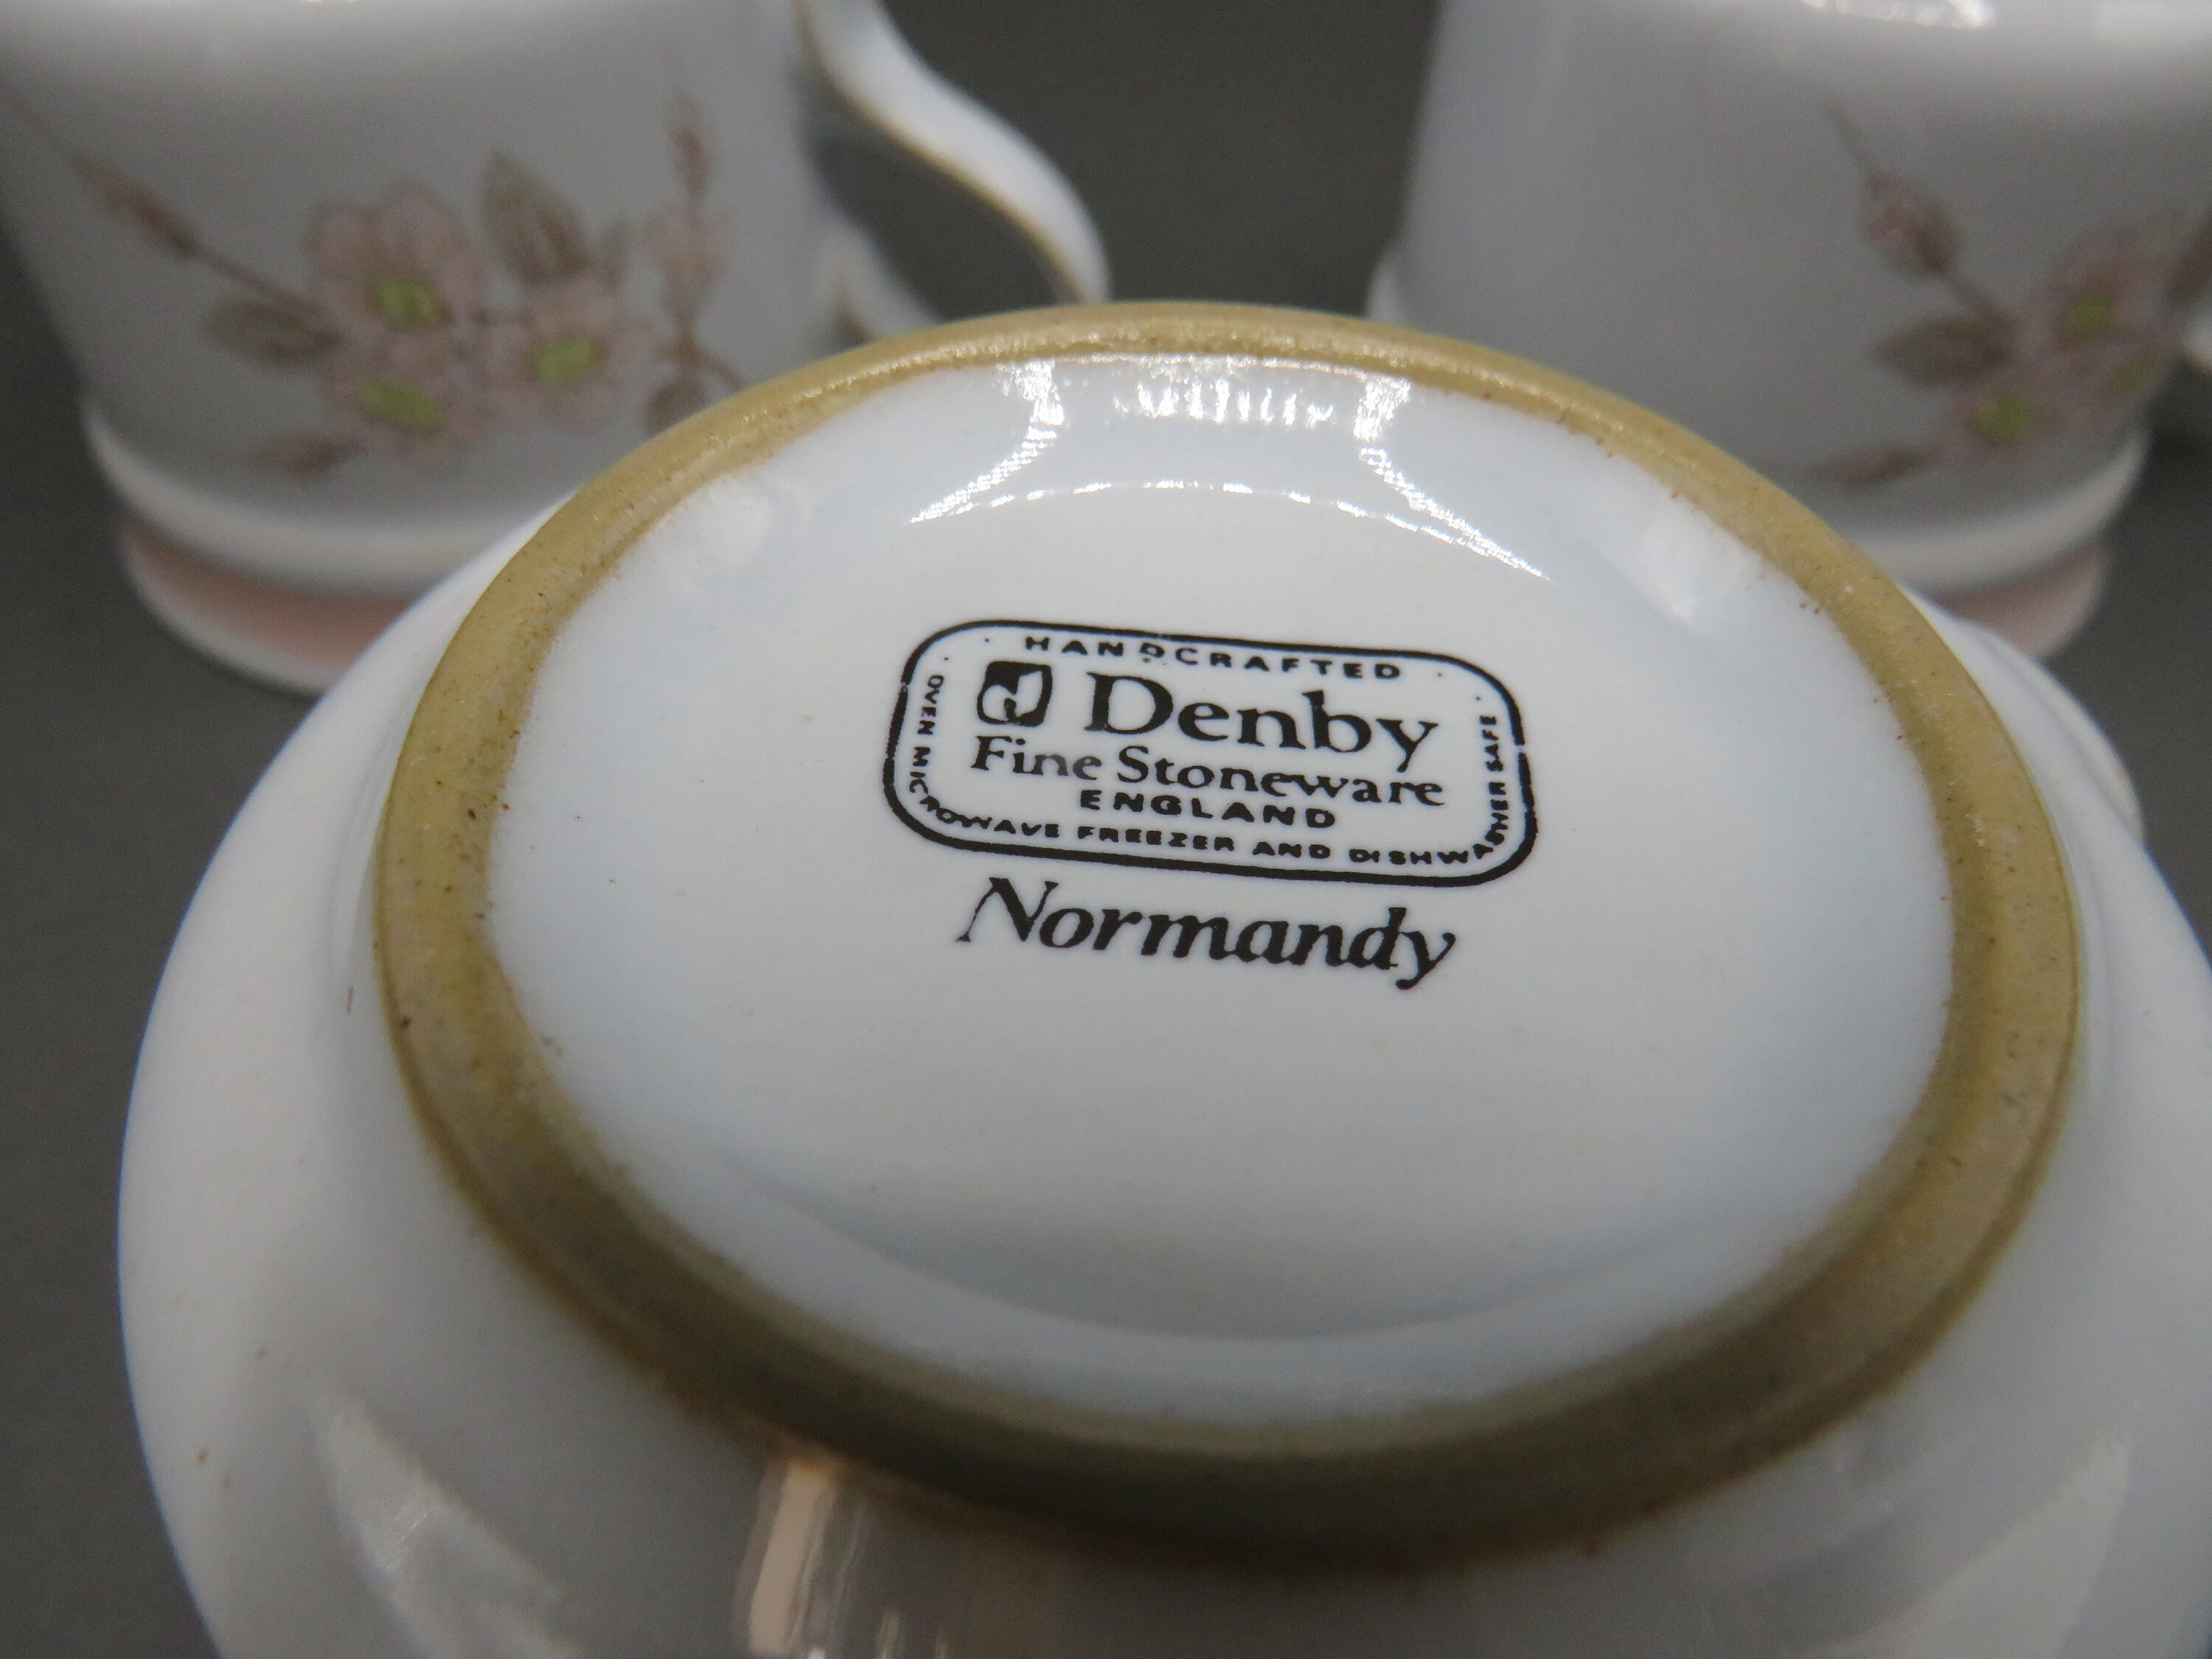 HANDCRAFTED
Denby
Fine Stoneware
ENGLAND
OVEN MICROWAVE FREEZER AND DISHWASHER SAFE
Normandy